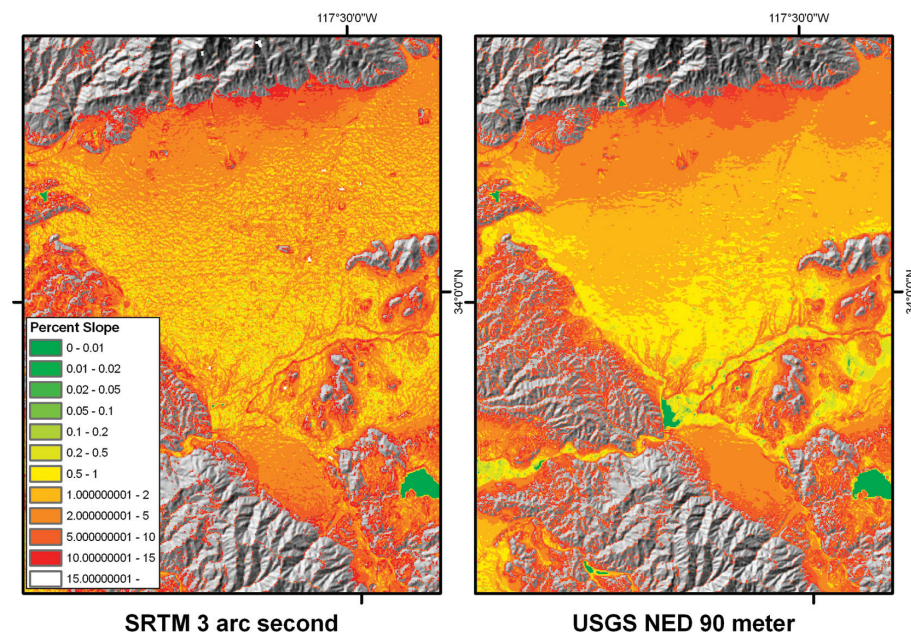 117°30'0"W
117°30'0"W
34°0'0"N
34°0'0"N
Percent Slope
0 - 0.01
0.01 - 0.02
0.02 - 0.05
0.05 - 0.1
0.1 - 0.2
0.2 - 0.5
0.5 - 1
1.000000001 - 2
2.000000001 - 5
5.000000001 - 10
10.00000001 - 15
15.00000001 -
SRTM 3 arc second
USGS NED 90 meter